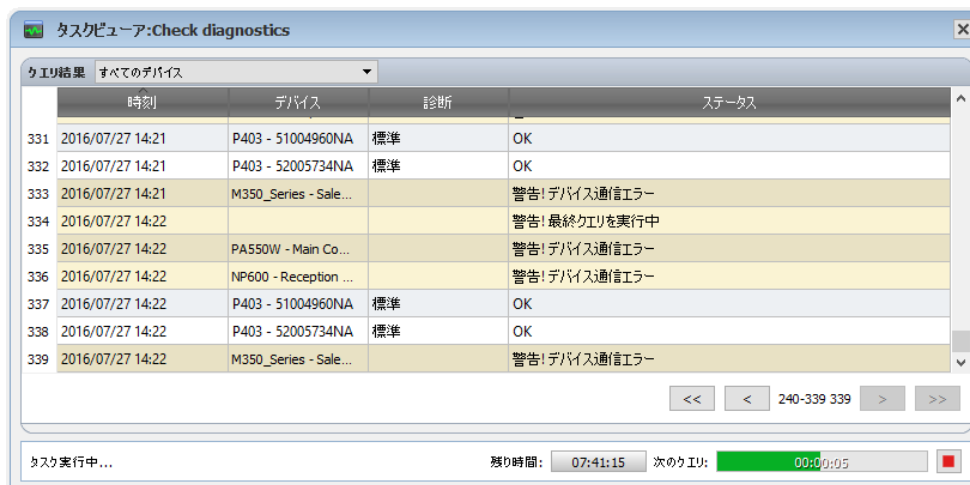 タスクビューア:Check diagnostics
クエリ結果 すべてのデバイス
時刻 デバイス 診断 ステータス
331 2016/07/27 14:21 P403 - 51004960NA 標準 OK
332 2016/07/27 14:21 P403 - 52005734NA 標準 OK
333 2016/07/27 14:21 M350_Series - Sale... 警告! デバイス通信エラー
334 2016/07/27 14:22 警告! 最終クエリを実行中
335 2016/07/27 14:22 PA550W - Main Co... 警告! デバイス通信エラー
336 2016/07/27 14:22 NP600 - Reception ... 警告! デバイス通信エラー
337 2016/07/27 14:22 P403 - 51004960NA 標準 OK
338 2016/07/27 14:22 P403 - 52005734NA 標準 OK
339 2016/07/27 14:22 M350_Series - Sale... 警告! デバイス通信エラー
<< < 240-339 339 > >>
タスク実行中... 残り時間: 07:41:15 次のクエリ: 00:00:05